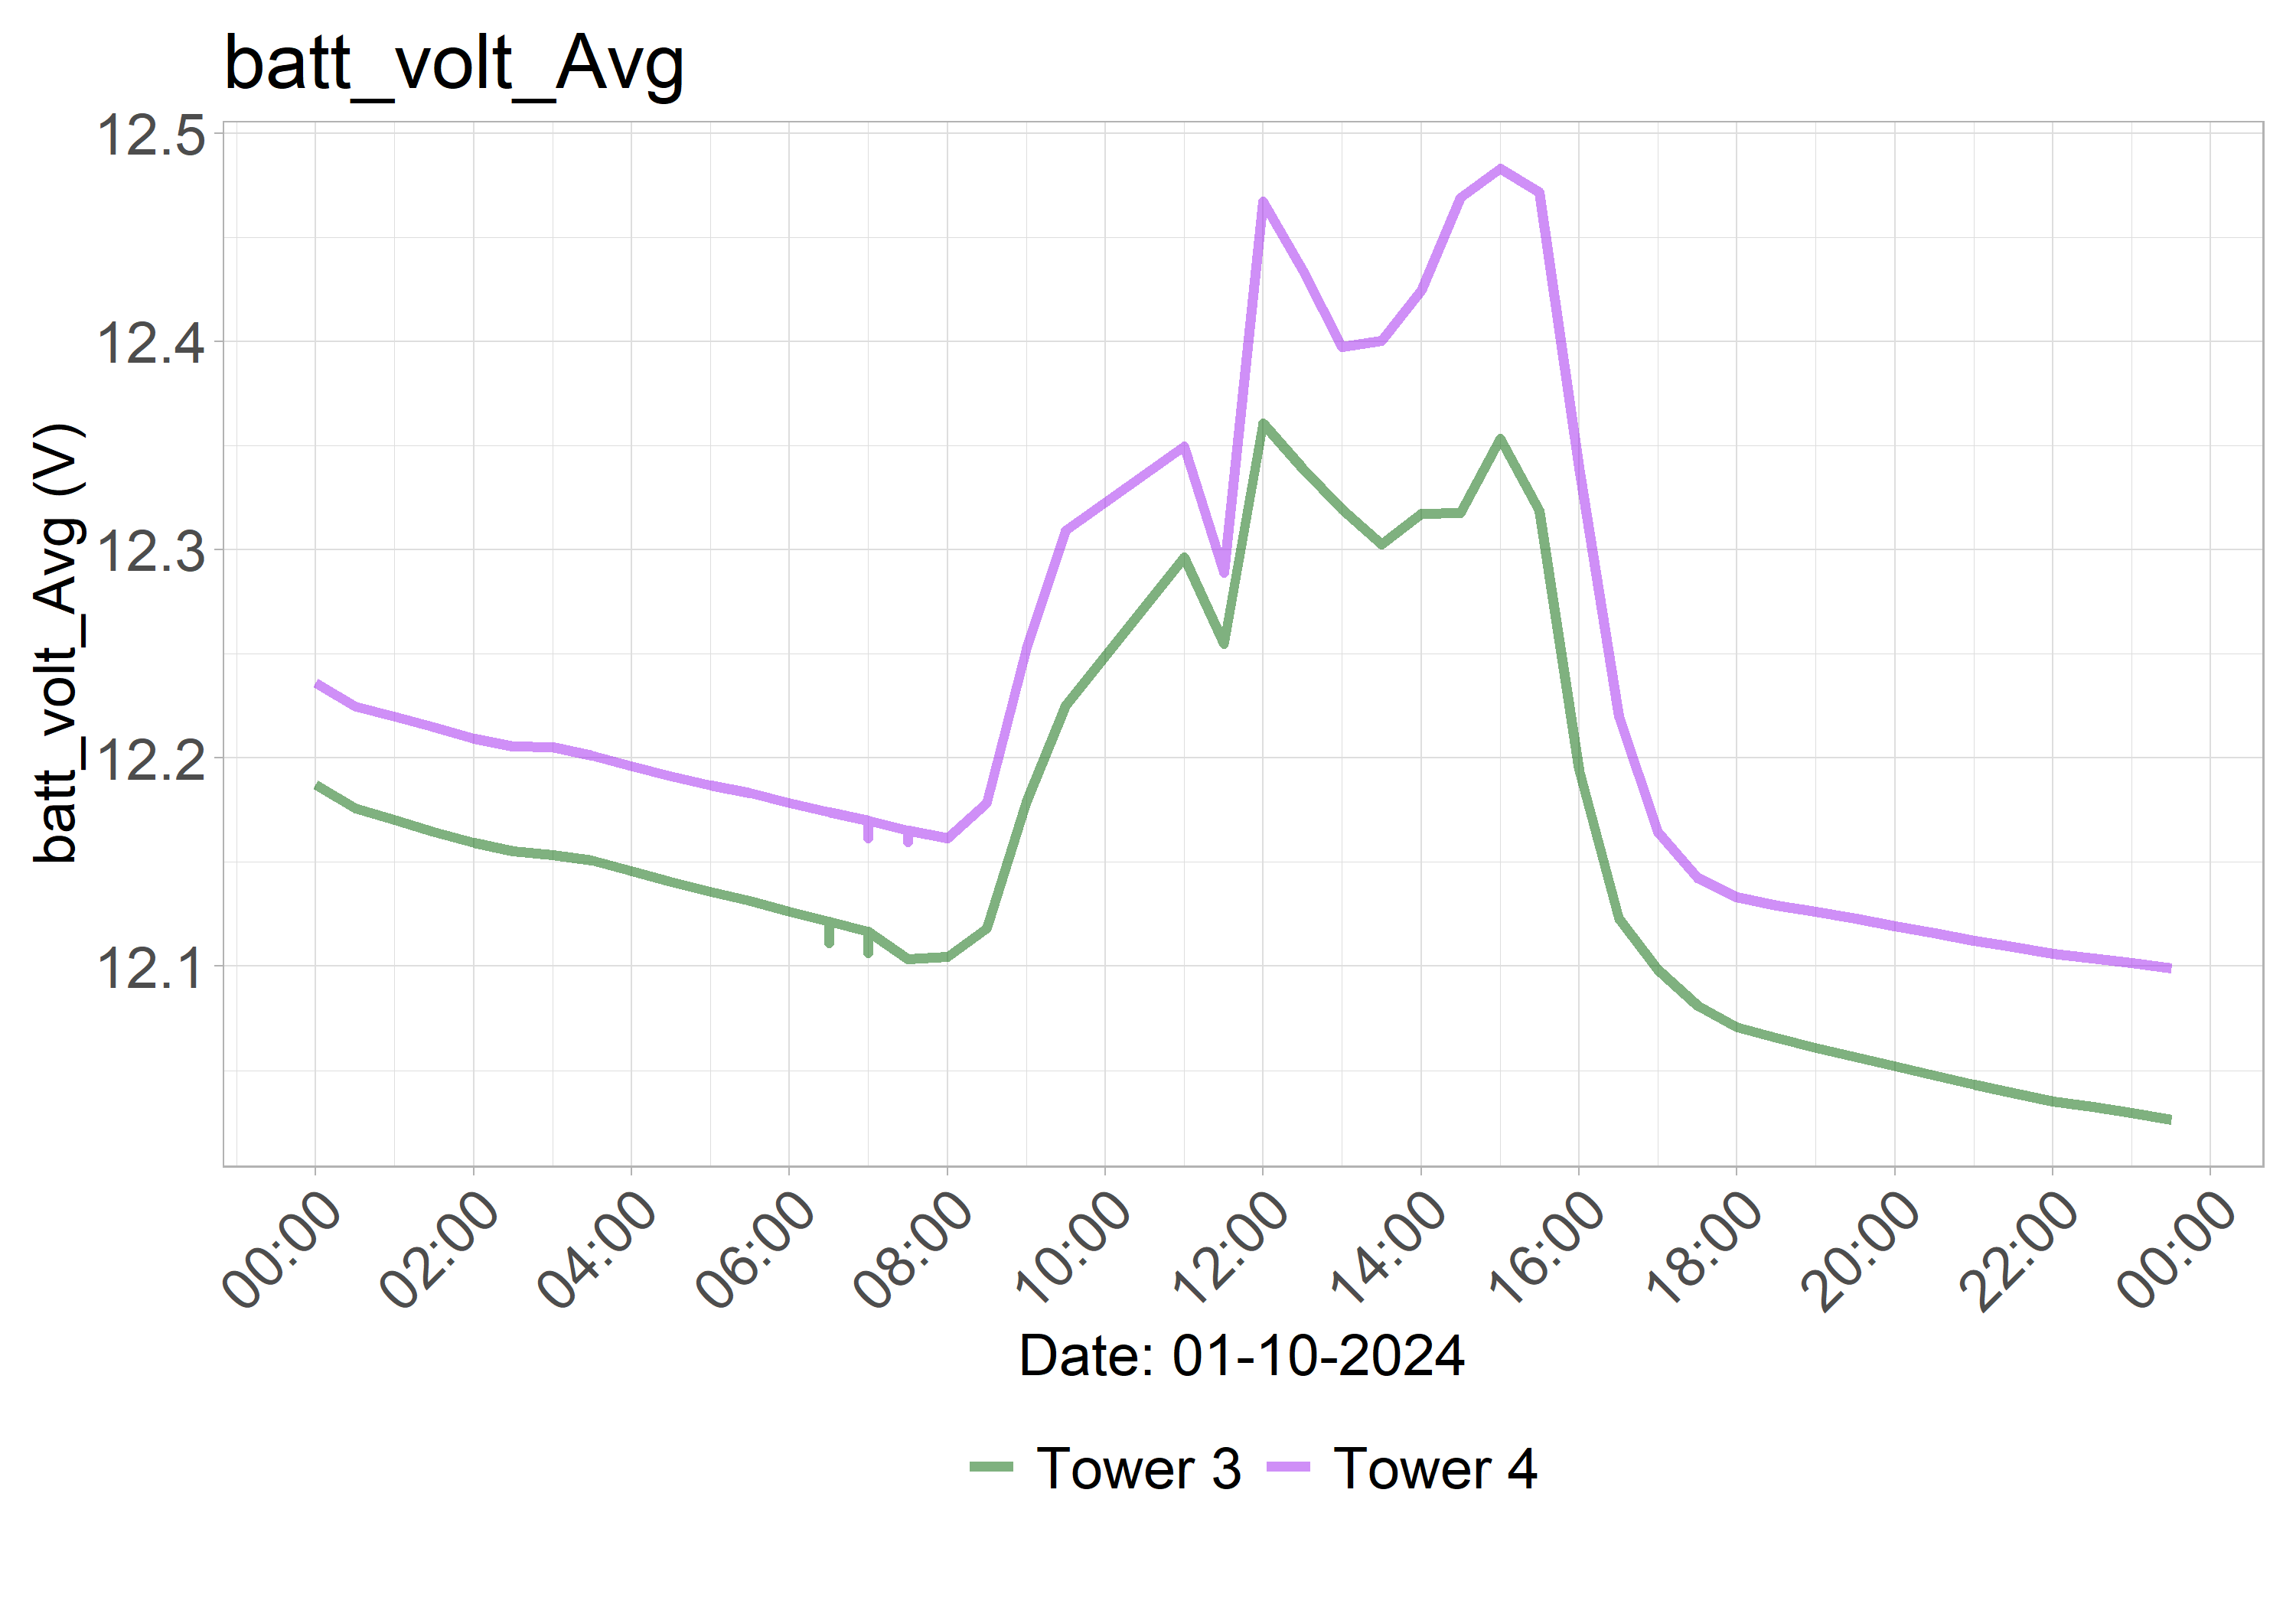 batt_volt_Avg
batt_volt_Avg (V)
12.5
12.4
12.3
12.2
12.1
00:00 02:00 04:00 06:00 08:00 10:00 12:00 14:00 16:00 18:00 20:00 22:00 00:00
Date: 01-10-2024
Tower 3 Tower 4